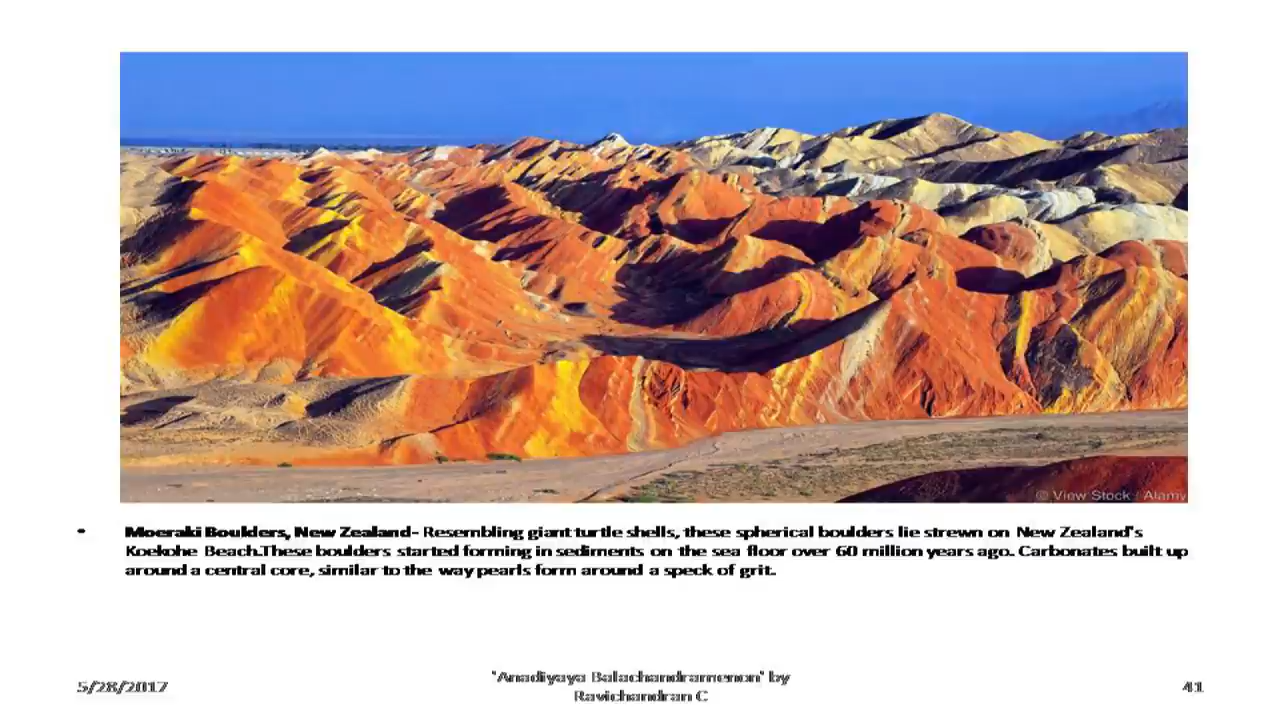 © View Stock / Alamy
• Moeraki Boulders, New Zealand- Resembling giant turtle shells, these spherical boulders lie strewn on New Zealand's
Koekohe Beach.These boulders started forming in sediments on the sea floor over 60 million years ago. Carbonates built up
around a central core, similar to the way pearls form around a speck of grit.
5/28/2017
'Anadiyaya Balachandramenon' by
Ravichandran C
41